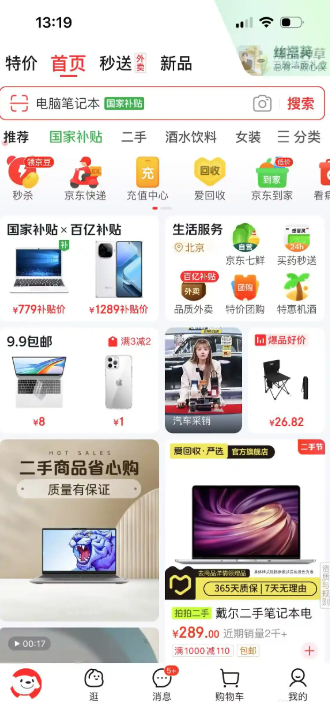 13:19
特价
首页
秒送
外卖
新品
电脑笔记本
国家补贴
搜索
推荐
国家补贴
二手
酒水饮料
女装
分类
领京豆
充
回收
到家
低价
秒杀
京东快递
充值中心
爱回收
京东到家
看病
国家补贴×百亿补贴
补
¥779补贴价
¥1289补贴价
生活服务
北京
自营
24h
京东七鲜
买药秒送
百亿补贴
外卖
团购
品质外卖
特价团购
特惠机酒
9.9包邮
满3减2
¥8
¥1
汽车采销
爆品好价
¥26.82
HOT SALES
二手商品省心购
质量有保证
00:17
爱回收·严选
官方旗舰店
二手节
365天质保
7天无理由
拍拍二手
戴尔二手笔记本电
¥289.00
近期销量2千+
满1000减110
包邮
资质与规则
逛
5+
消息
购物车
我的